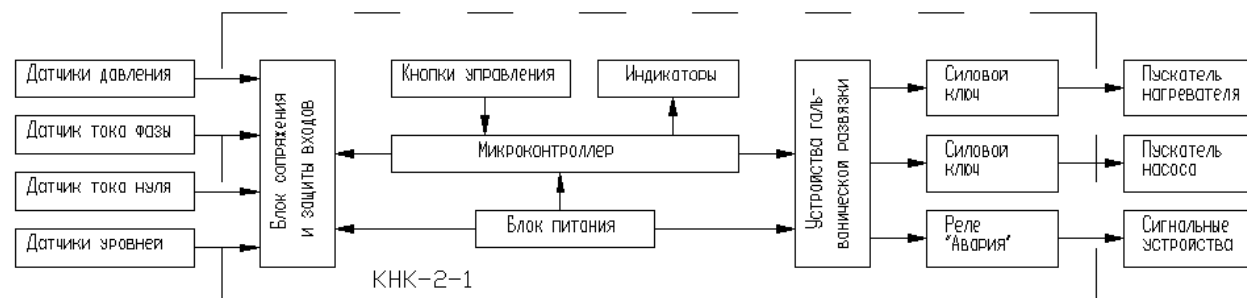 Датчики давления
Датчик тока фазы
Датчик тока нуля
Датчики уровней
Блок сопряжения
и защиты входов
Кнопки управления
Индикаторы
Микроконтроллер
Блок питания
КНК-2-1
Устройства галь-
ванической развязки
Силовой
ключ
Силовой
ключ
Реле
"Авария"
Пускатель
нагревателя
Пускатель
насоса
Сигнальные
устройства